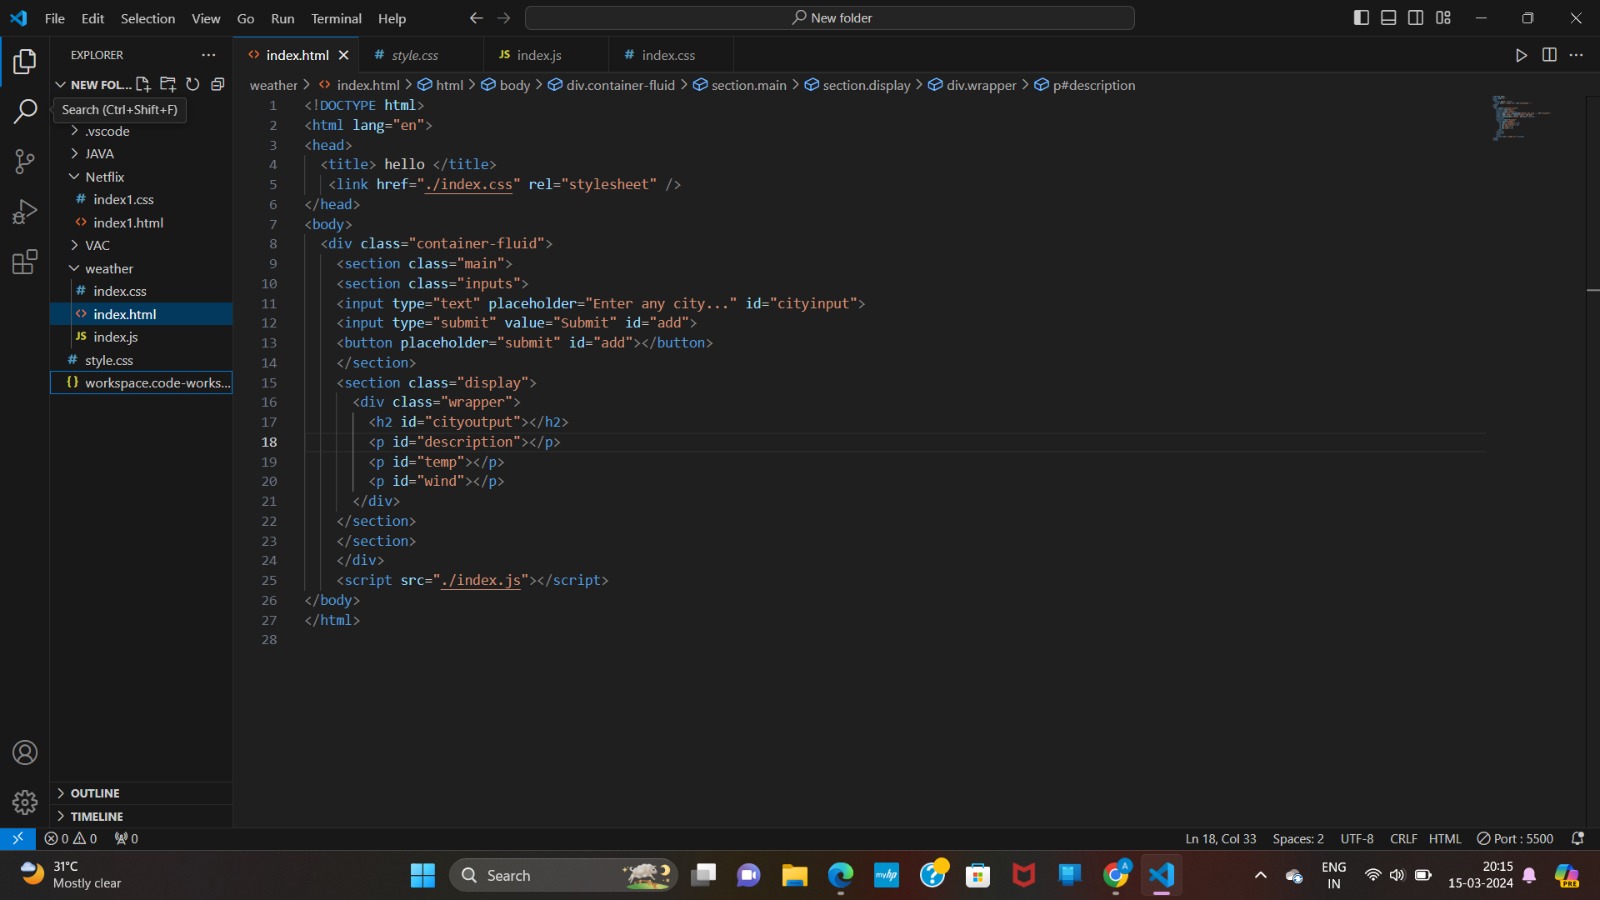 File Edit Selection View Go Run Terminal Help
New folder
EXPLORER
NEW FOL...
Search (Ctrl+Shift+F)
.vscode
JAVA
Netflix
# index1.css
<> index1.html
VAC
weather
# index.css
<> index.html
JS index.js
# style.css
{} workspace.code-works...
OUTLINE
TIMELINE
<> index.html # style.css JS index.js # index.css
weather > <> index.html > html > body > div.container-fluid > section.main > section.display > div.wrapper > p#description
1 <!DOCTYPE html>
2 <html lang="en">
3 <head>
4 <title> hello </title>
5 <link href="./index.css" rel="stylesheet" />
6 </head>
7 <body>
8 <div class="container-fluid">
9 <section class="main">
10 <section class="inputs">
11 <input type="text" placeholder="Enter any city..." id="cityinput">
12 <input type="submit" value="Submit" id="add">
13 <button placeholder="submit" id="add"></button>
14 </section>
15 <section class="display">
16 <div class="wrapper">
17 <h2 id="cityoutput"></h2>
18 <p id="description"></p>
19 <p id="temp"></p>
20 <p id="wind"></p>
21 </div>
22 </section>
23 </section>
24 </div>
25 <script src="./index.js"></script>
26 </body>
27 </html>
28
0 0 0 Ln 18, Col 33 Spaces: 2 UTF-8 CRLF HTML Port : 5500
31°C
Mostly clear
Search
myhp
A
ENG
IN
20:15
15-03-2024
PRE